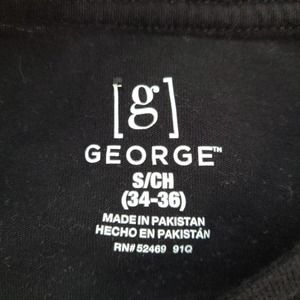 [g]
GEORGE™
S/CH
(34-36)
MADE IN PAKISTAN
HECHO EN PAKISTÁN
RN# 52469 91Q